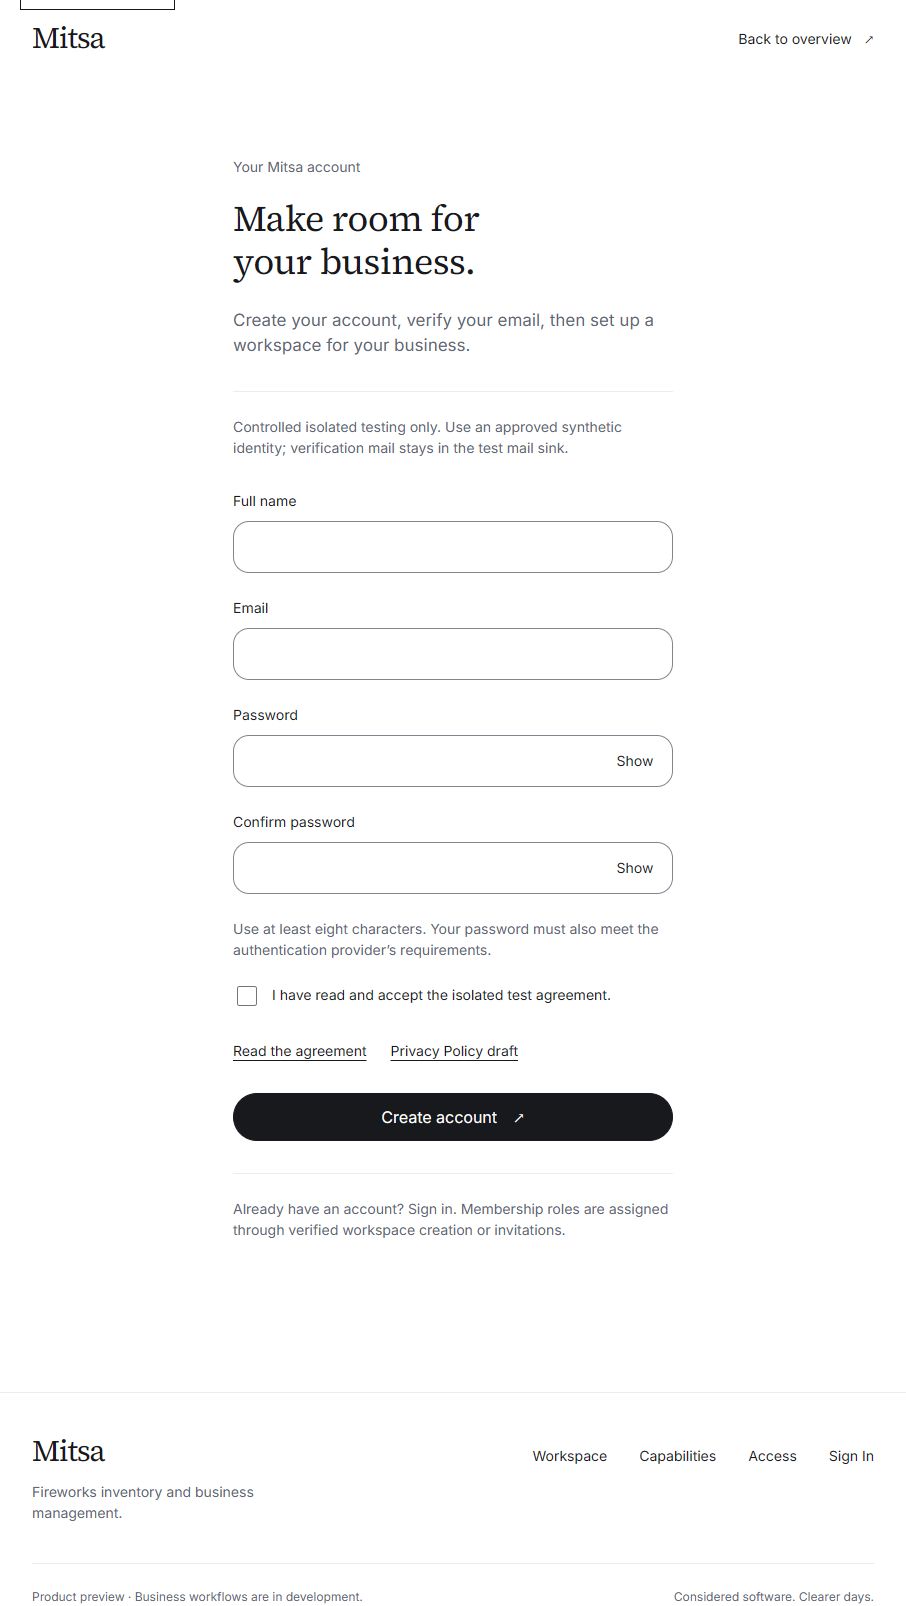 Mitsa
Back to overview ↗
Your Mitsa account
Make room for
your business.
Create your account, verify your email, then set up a
workspace for your business.
Controlled isolated testing only. Use an approved synthetic
identity; verification mail stays in the test mail sink.
Full name
Email
Password
Show
Confirm password
Show
Use at least eight characters. Your password must also meet the
authentication provider’s requirements.
I have read and accept the isolated test agreement.
Read the agreement Privacy Policy draft
Create account ↗
Already have an account? Sign in. Membership roles are assigned
through verified workspace creation or invitations.
Mitsa
Workspace Capabilities Access Sign In
Fireworks inventory and business
management.
Product preview · Business workflows are in development.
Considered software. Clearer days.